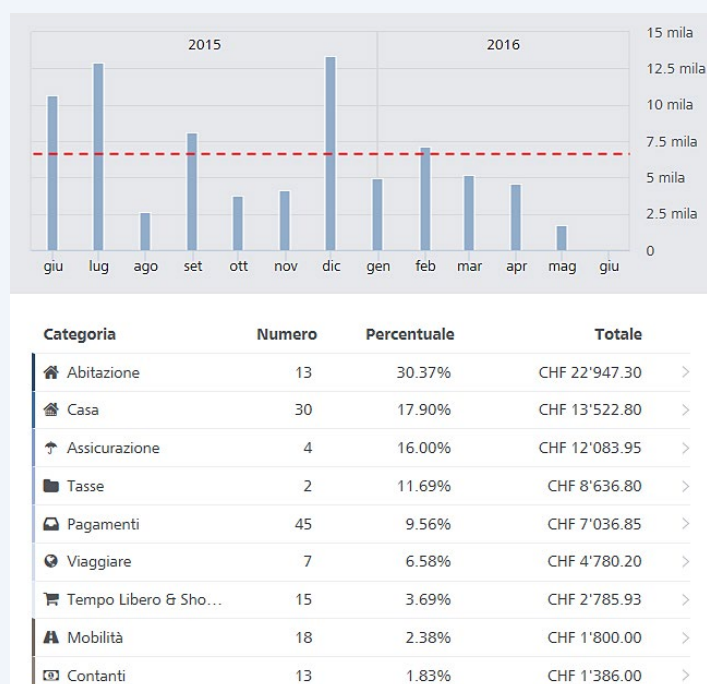 2015 2016
15 mila
12.5 mila
10 mila
7.5 mila
5 mila
2.5 mila
0
giu lug ago set ott nov dic gen feb mar apr mag giu
Categoria Numero Percentuale Totale
Abitazione 13 30.37% CHF 22'947.30
Casa 30 17.90% CHF 13'522.80
Assicurazione 4 16.00% CHF 12'083.95
Tasse 2 11.69% CHF 8'636.80
Pagamenti 45 9.56% CHF 7'036.85
Viaggiare 7 6.58% CHF 4'780.20
Tempo Libero & Sho... 15 3.69% CHF 2'785.93
Mobilità 18 2.38% CHF 1'800.00
Contanti 13 1.83% CHF 1'386.00